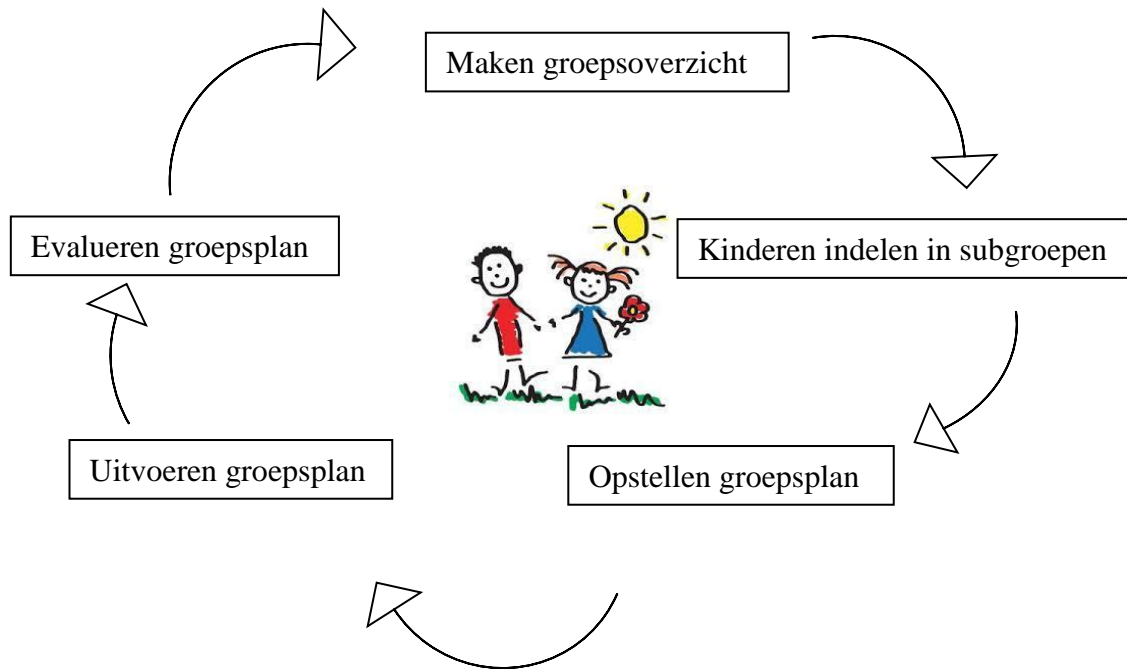 Maken groepsoverzicht
Kinderen indelen in subgroepen
Opstellen groepsplan
Uitvoeren groepsplan
Evalueren groepsplan